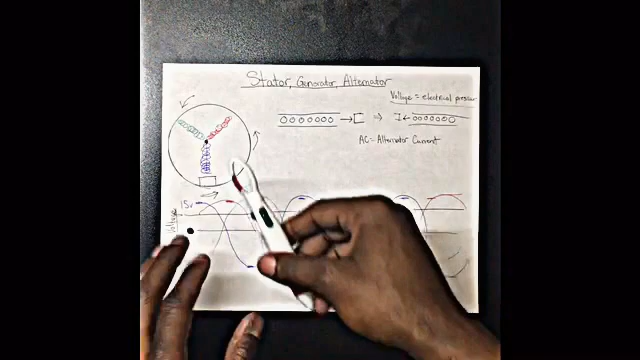 Stator, Generator, Alternator
Voltage = electrical pressure
AC = Alternator Current
15v
Voltage